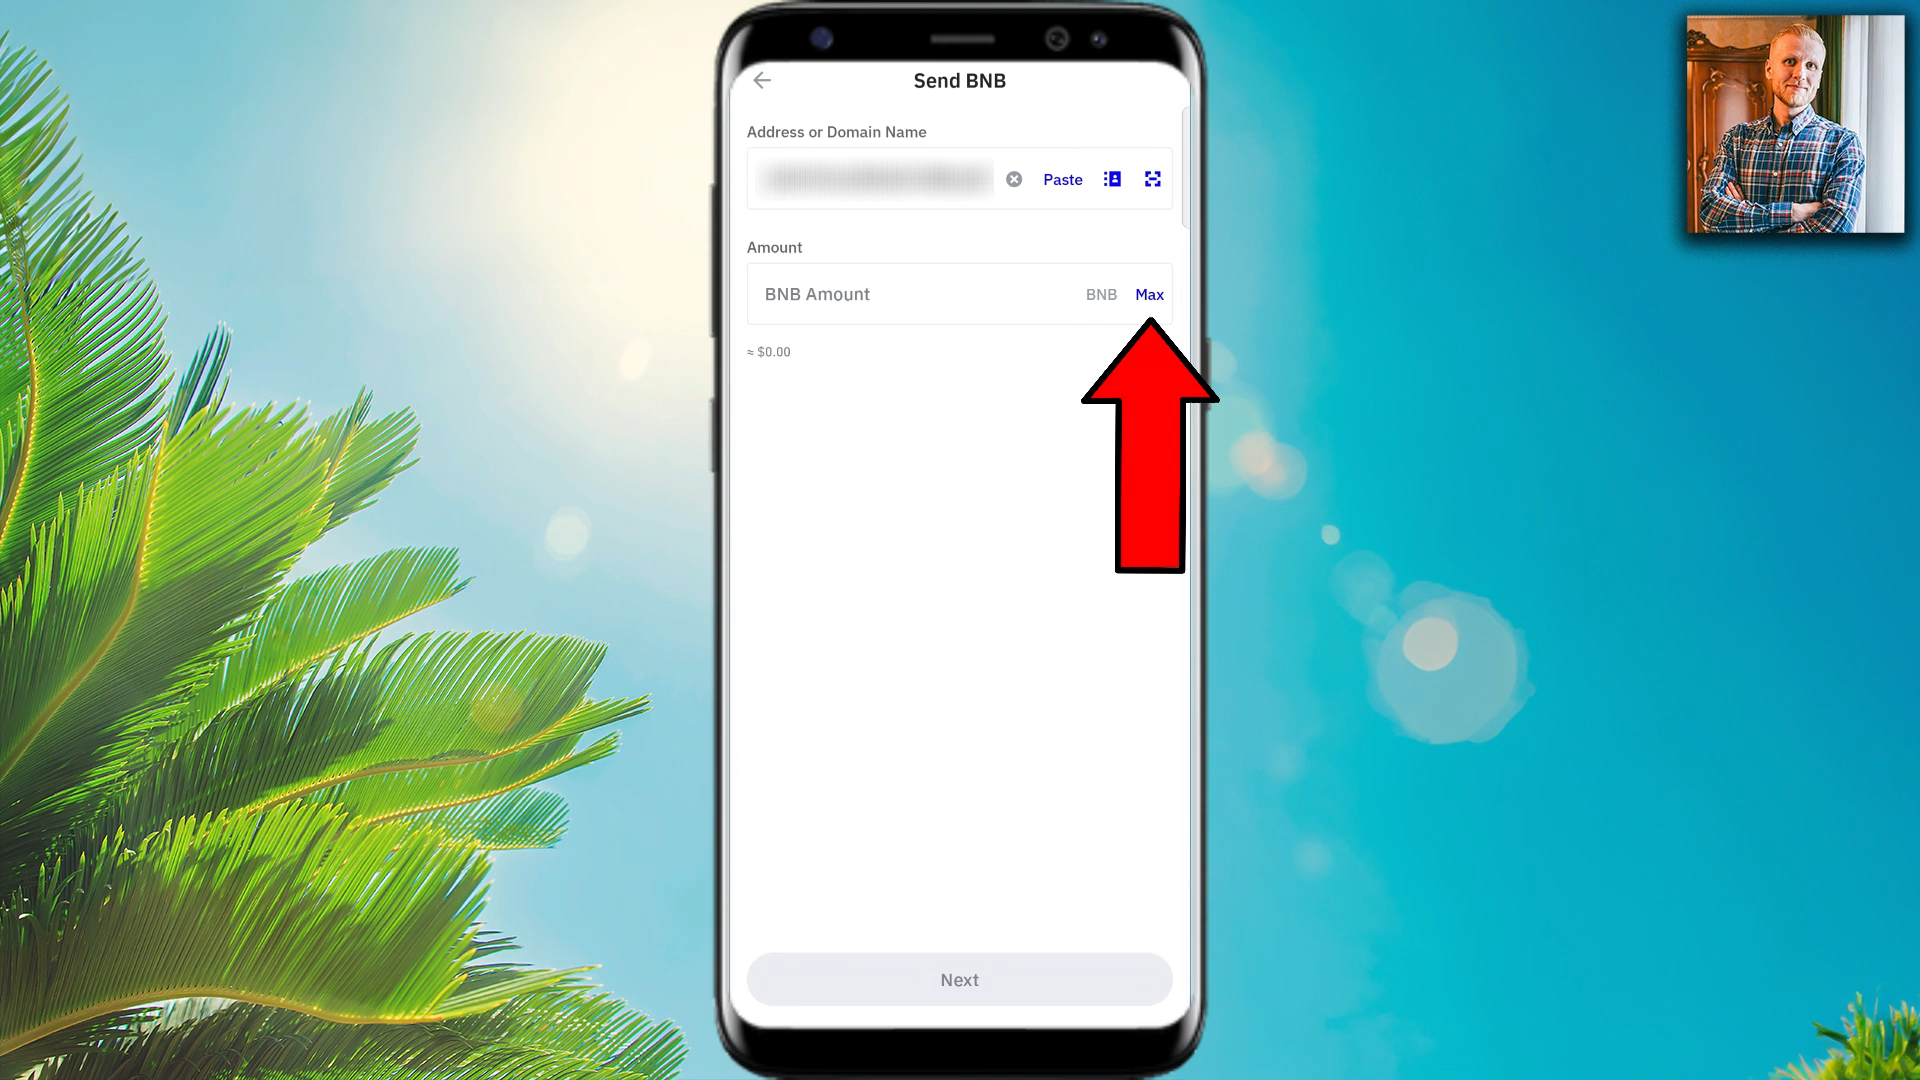 Send BNB
Address or Domain Name
Paste
Amount
BNB Amount BNB Max
≈ $0.00
Next